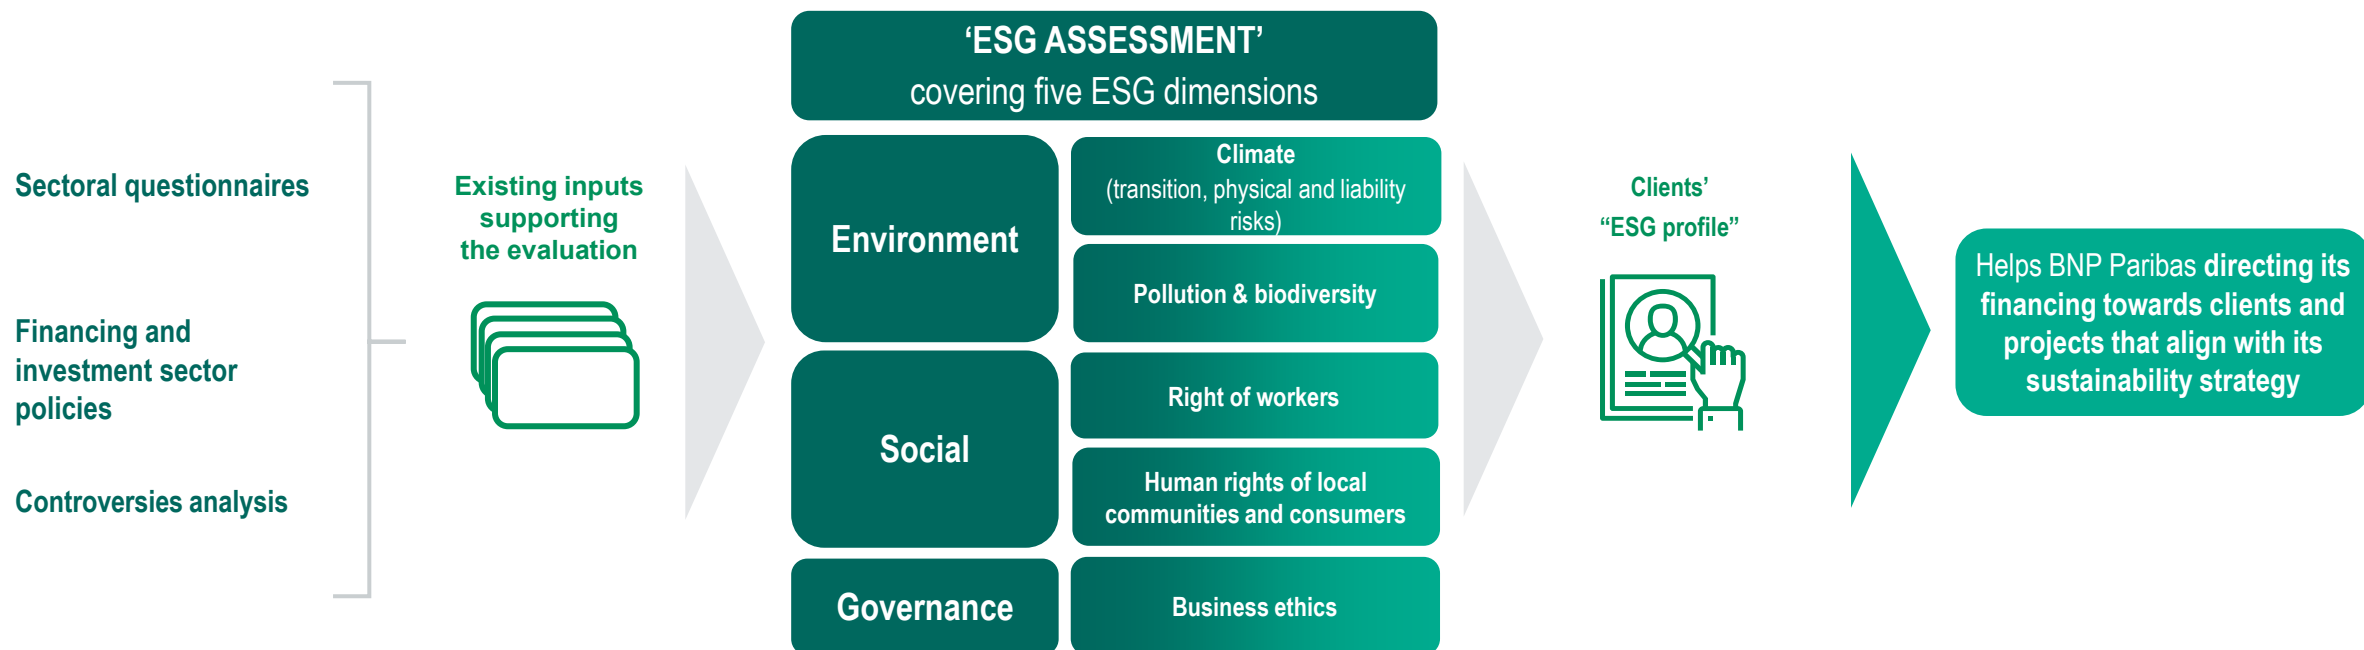 Sectoral questionnaires
Financing and
investment sector
policies
Controversies analysis
Existing inputs
supporting
the evaluation
‘ESG ASSESSMENT’
covering five ESG dimensions
Environment
Climate
(transition, physical and liability
risks)
Pollution & biodiversity
Social
Right of workers
Human rights of local
communities and consumers
Governance
Business ethics
Clients’
“ESG profile”
Helps BNP Paribas directing its
financing towards clients and
projects that align with its
sustainability strategy